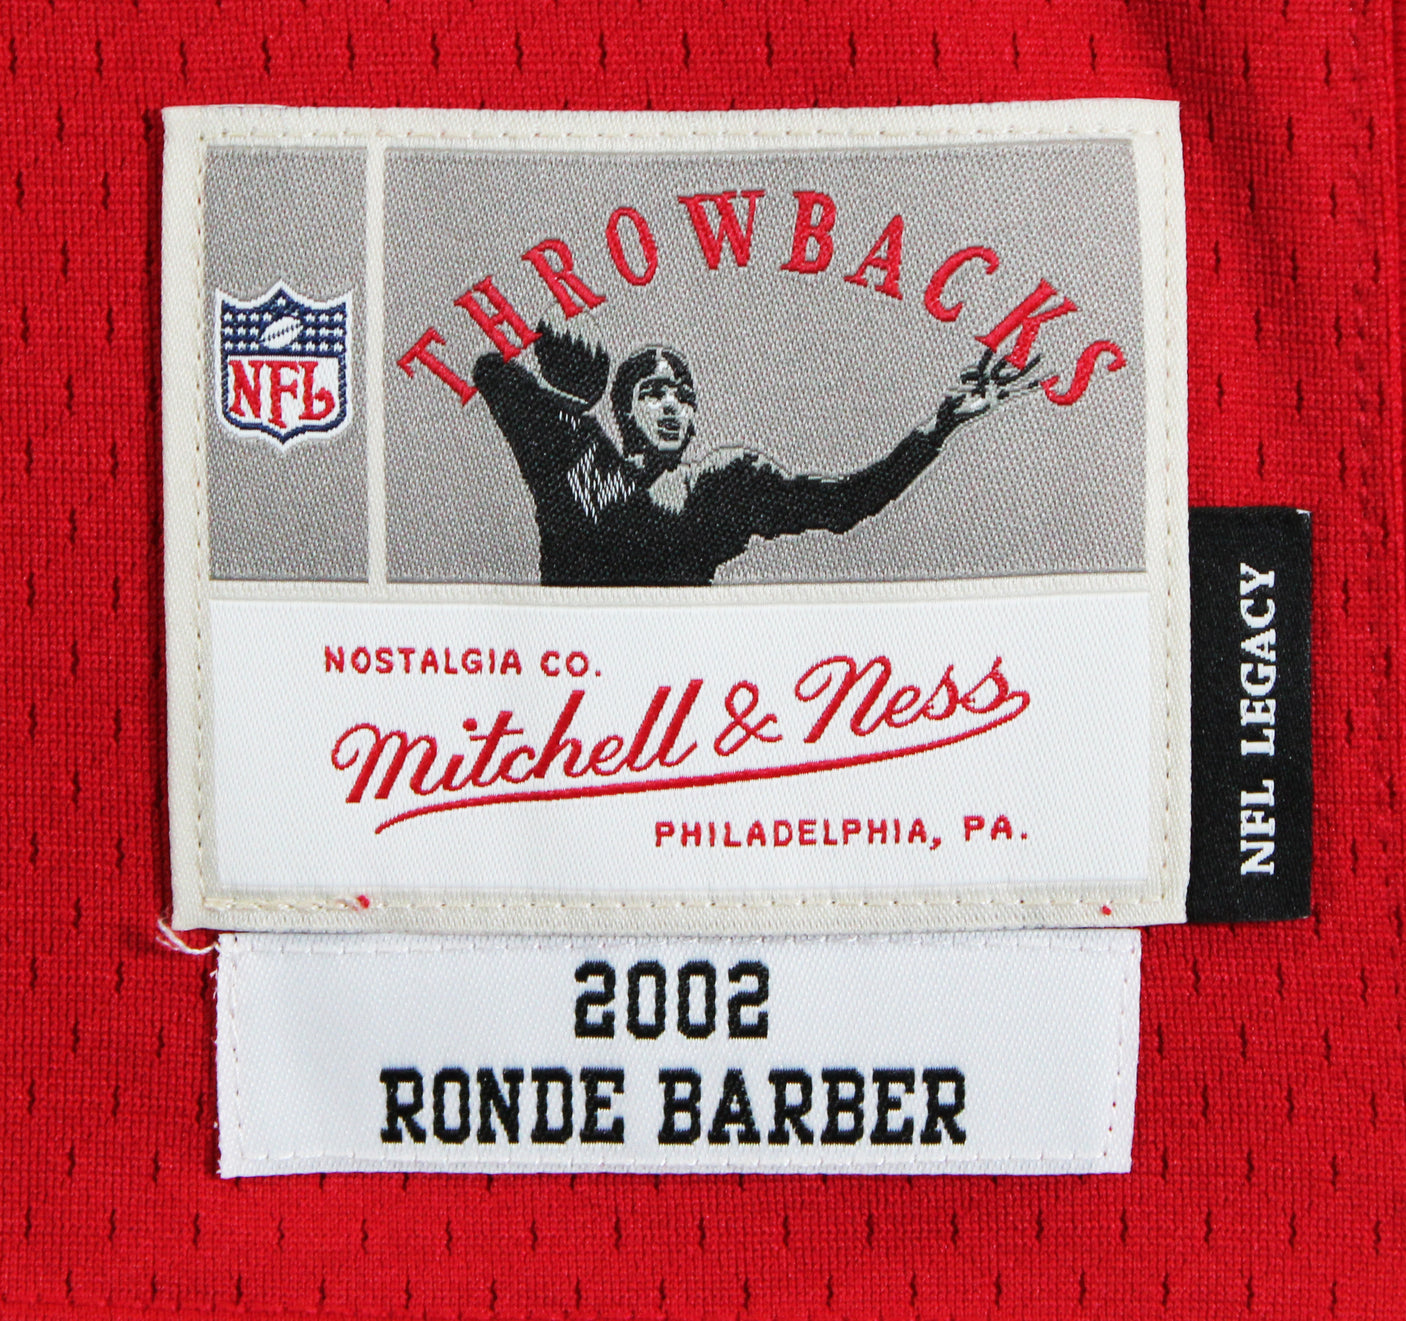 THROWBACKS
NFL
NOSTALGIA CO.
Mitchell & Ness
PHILADELPHIA, PA.
NFL LEGACY
2002
RONDE BARBER